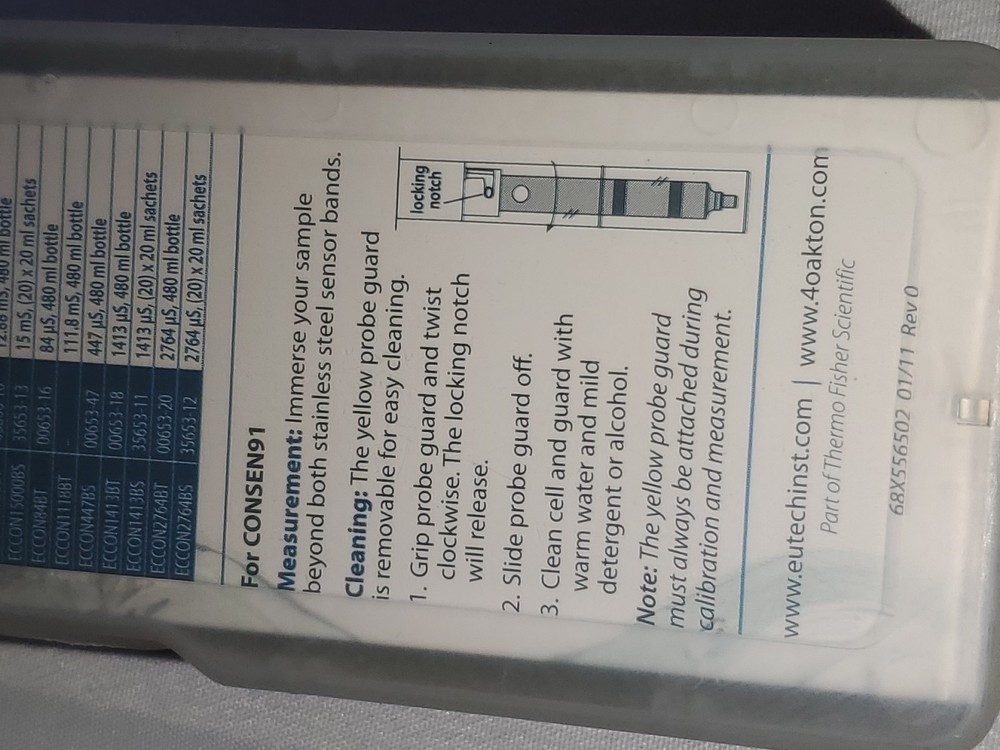 12.88 mS, 480 ml bottle
ECCON15000BS 35653-13 15 mS, (20) x 20 ml sachets
ECCON84BT 00653-16 84 µS, 480 ml bottle
ECCON1118BT - 111.8 mS, 480 ml bottle
ECCON447BS 00653-47 447 µS, 480 ml bottle
ECCON1413BT 00653-18 1413 µS, 480 ml bottle
ECCON1413BS 35653-11 1413 µS, (20) x 20 ml sachets
ECCON2764BT 00653-20 2764 µS, 480 ml bottle
ECCON2764BS 35653-12 2764 µS, (20) x 20 ml sachets
For CONSEN91
Measurement: Immerse your sample
beyond both stainless steel sensor bands.
Cleaning: The yellow probe guard
is removable for easy cleaning.
1. Grip probe guard and twist
clockwise. The locking notch
will release.
2. Slide probe guard off.
3. Clean cell and guard with
warm water and mild
detergent or alcohol.
locking
notch
Note: The yellow probe guard
must always be attached during
calibration and measurement.
www.eutechinst.com | www.4oakton.com
Part of Thermo Fisher Scientific
68X556502 01/11 Rev 0